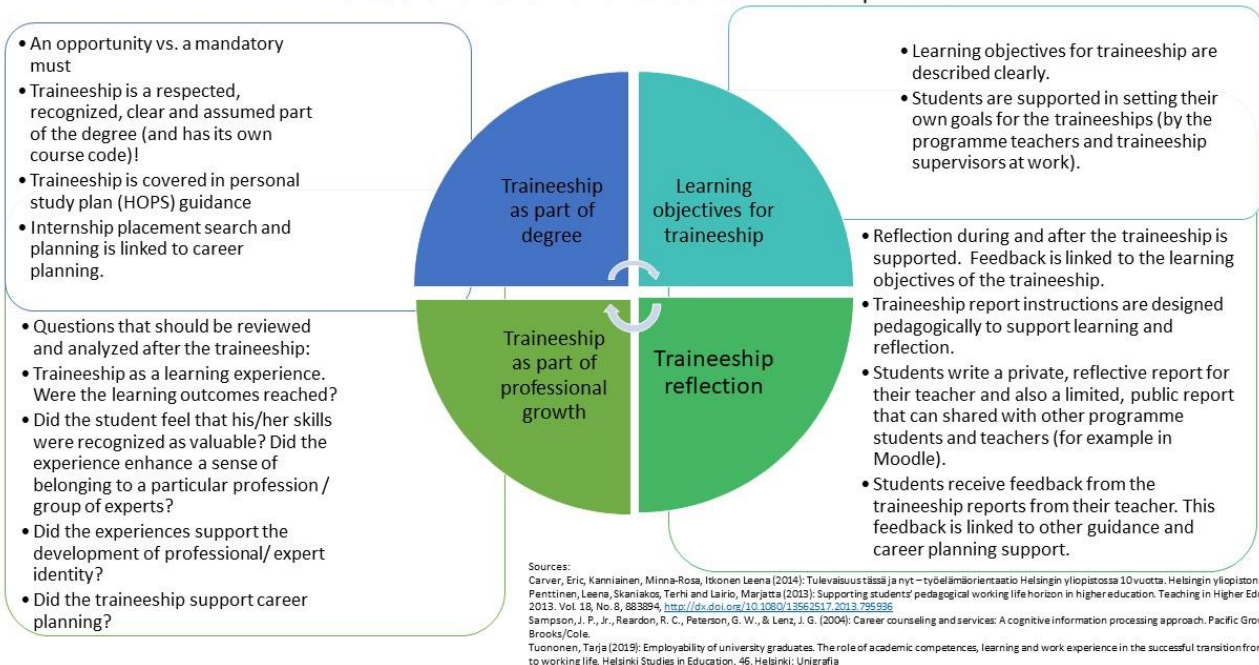 • An opportunity vs. a mandatory
must
• Traineeship is a respected,
recognized, clear and assumed part
of the degree (and has its own
course code)!
• Traineeship is covered in personal
study plan (HOPS) guidance
• Internship placement search and
planning is linked to career
planning.
Traineeship
as part of
degree
Learning
objectives for
traineeship
• Learning objectives for traineeship are
described clearly.
• Students are supported in setting their
own goals for the traineeships (by the
programme teachers and traineeship
supervisors at work).
• Questions that should be reviewed
and analyzed after the traineeship:
• Traineeship as a learning experience.
Were the learning outcomes reached?
• Did the student feel that his/her skills
were recognized as valuable? Did the
experience enhance a sense of
belonging to a particular profession /
group of experts?
• Did the experiences support the
development of professional/ expert
identity?
• Did the traineeship support career
planning?
Traineeship
as part of
professional
growth
Traineeship
reflection
• Reflection during and after the traineeship is
supported. Feedback is linked to the learning
objectives of the traineeship.
• Traineeship report instructions are designed
pedagogically to support learning and
reflection.
• Students write a private, reflective report for
their teacher and also a limited, public report
that can shared with other programme
students and teachers (for example in
Moodle).
• Students receive feedback from the
traineeship reports from their teacher. This
feedback is linked to other guidance and
career planning support.
Sources:
Carver, Eric, Kanniainen, Minna-Rosa, Itkonen Leena (2014): Tulevaisuus tässä ja nyt – työelämäorientaatio Helsingin yliopistossa 10 vuotta. Helsingin yliopiston
Penttinen, Leena, Skaniakos, Terhi and Lairio, Marjatta (2013): Supporting students' pedagogical working life horizon in higher education. Teaching in Higher
2013. Vol. 18, No. 8, 883894, http://dx.doi.org/10.1080/13562517.2013.795936
Sampson, J. P., Jr., Reardon, R. C., Peterson, G. W., & Lenz, J. G. (2004): Career counseling and services: A cognitive information processing approach. Pacific
Brooks/Cole.
Tuononen, Tarja (2019): Employability of university graduates. The role of academic competences, learning and work experience in the successful transition
to working life. Helsinki Studies in Education, 46. Helsinki: Unigrafia